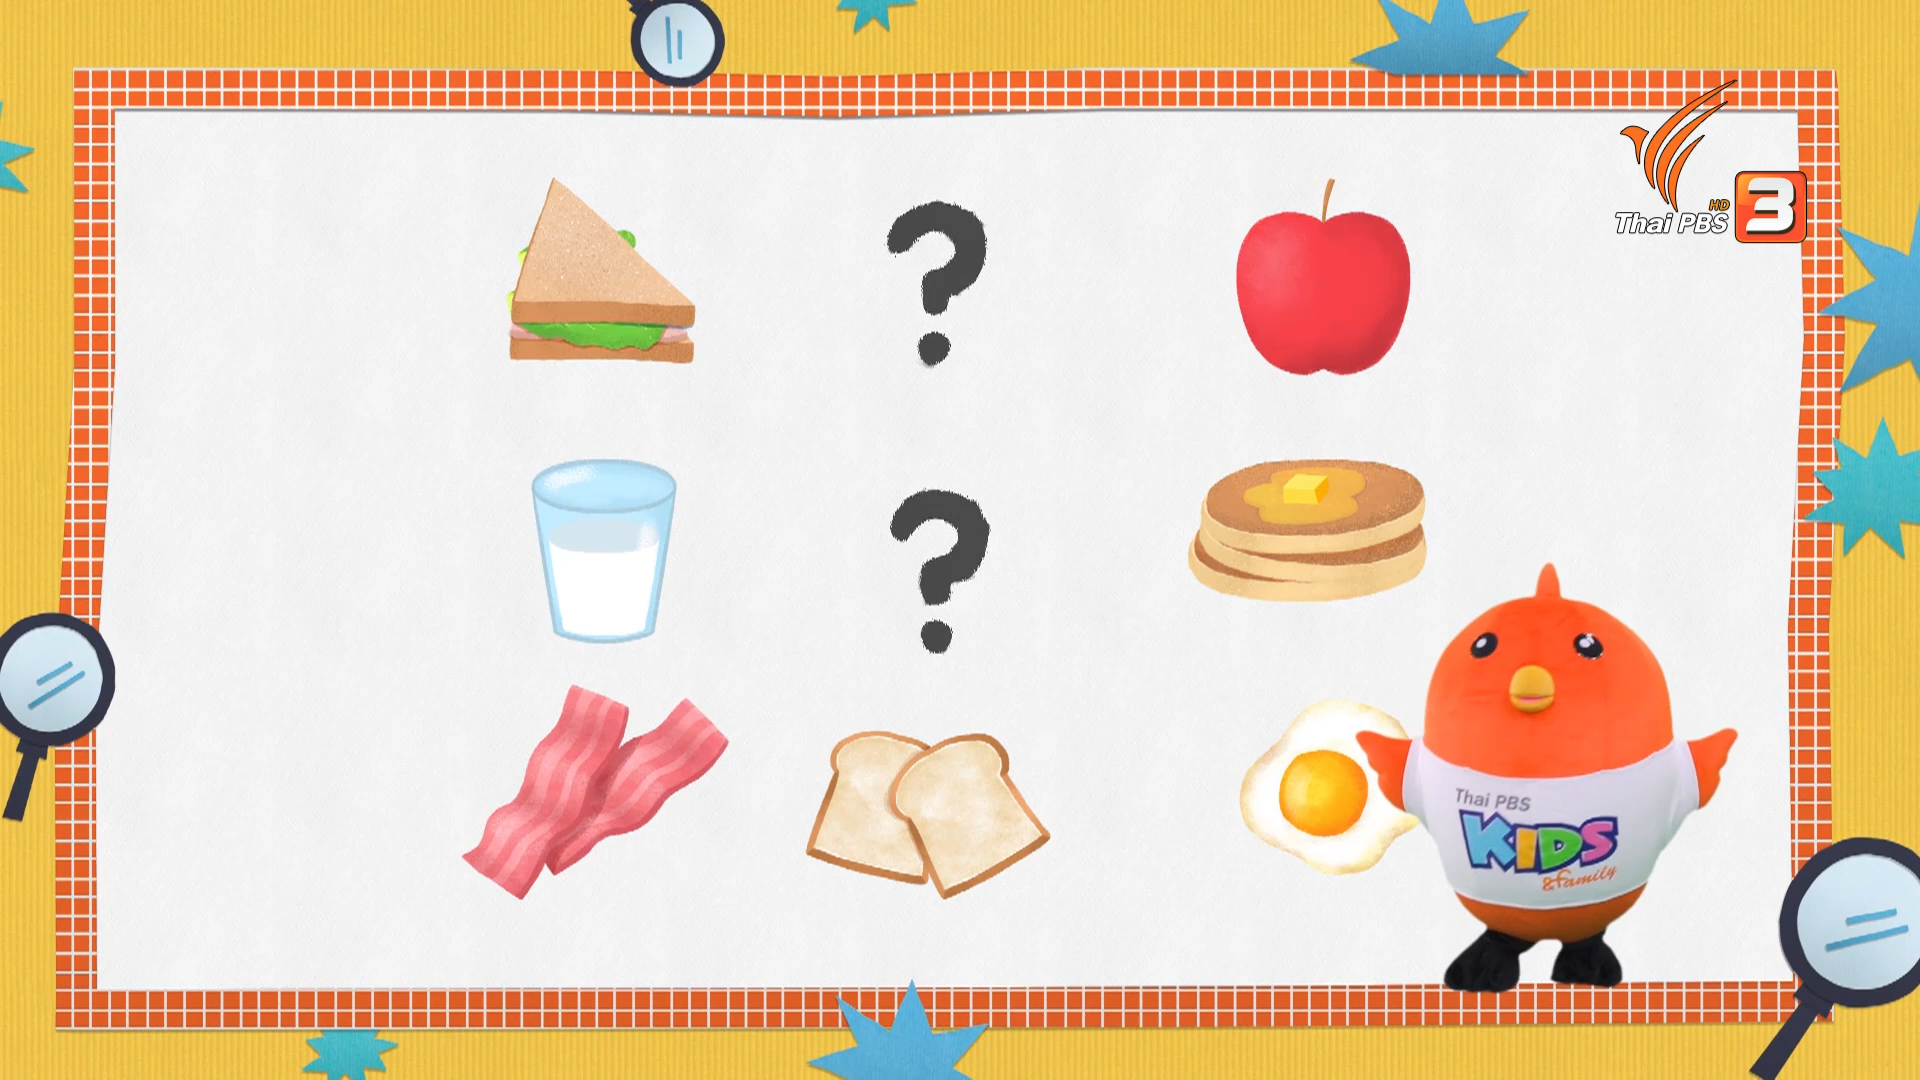 ?
HD
Thai PBS 3
?
Thai PBS
KIDS
&family